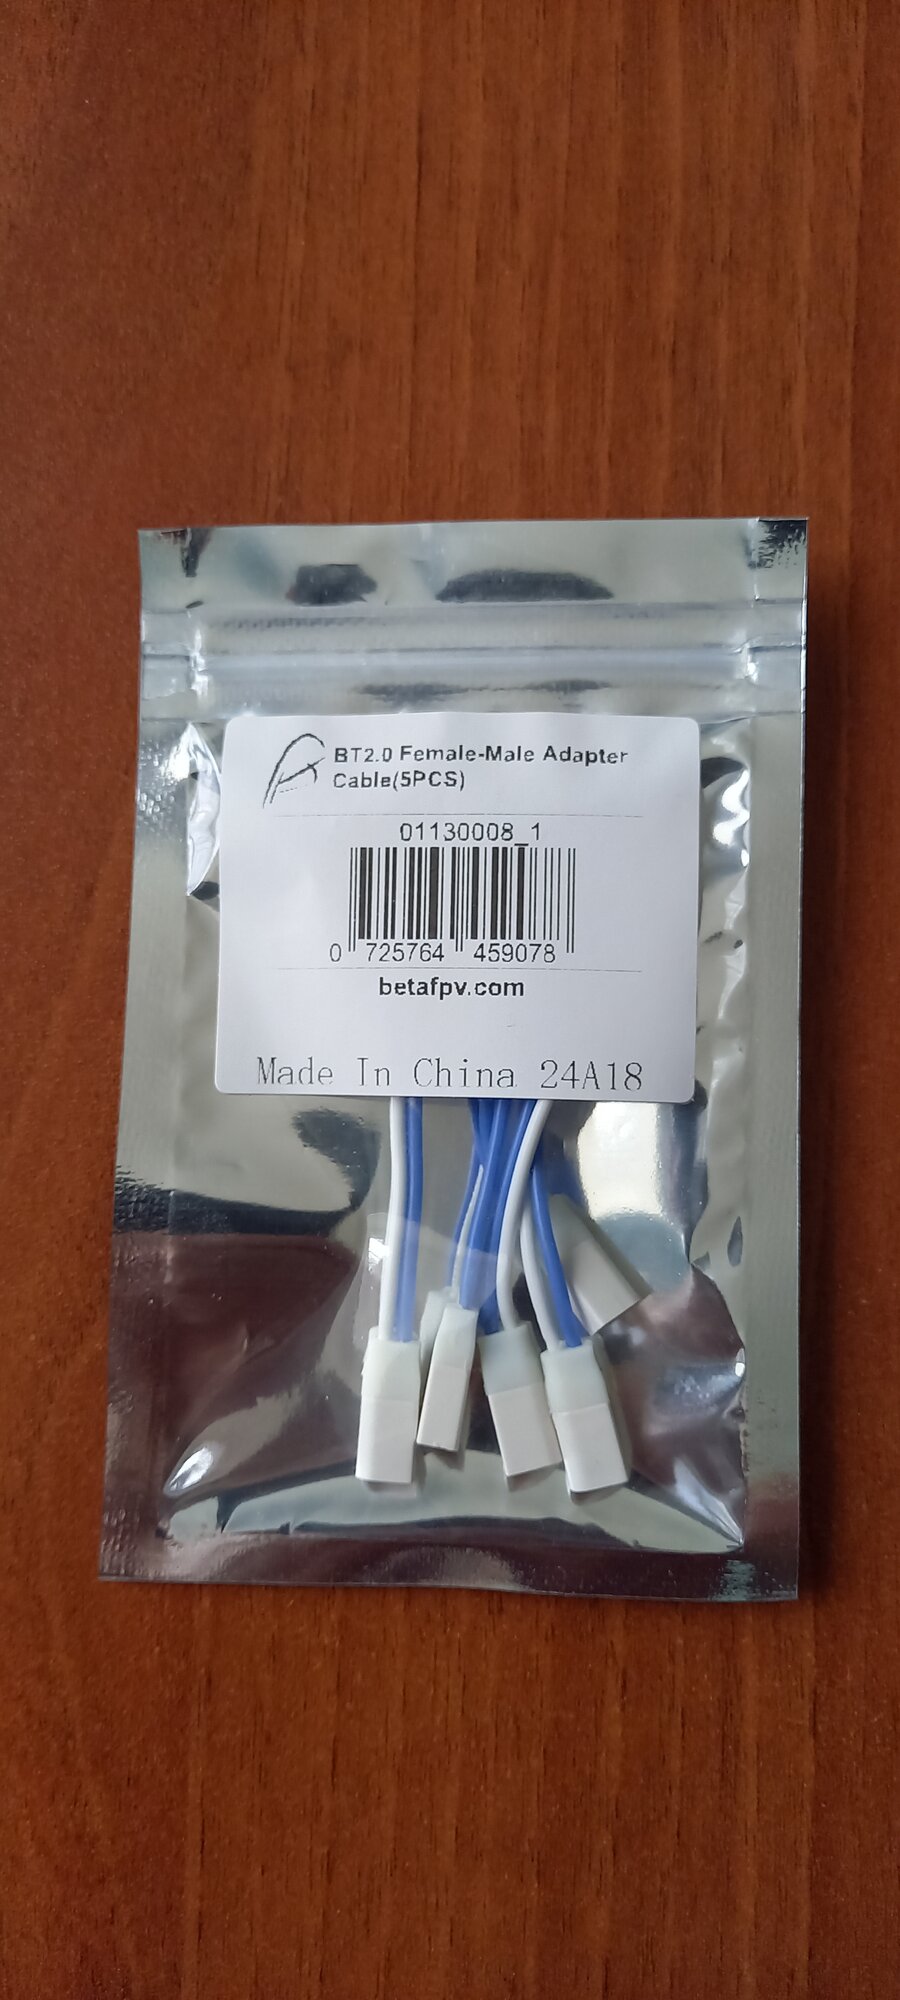 BT2.0 Female-Male Adapter
Cable(5PCS)
01130008_1
0 725764 459078
betafpv.com
Made In China 24A18